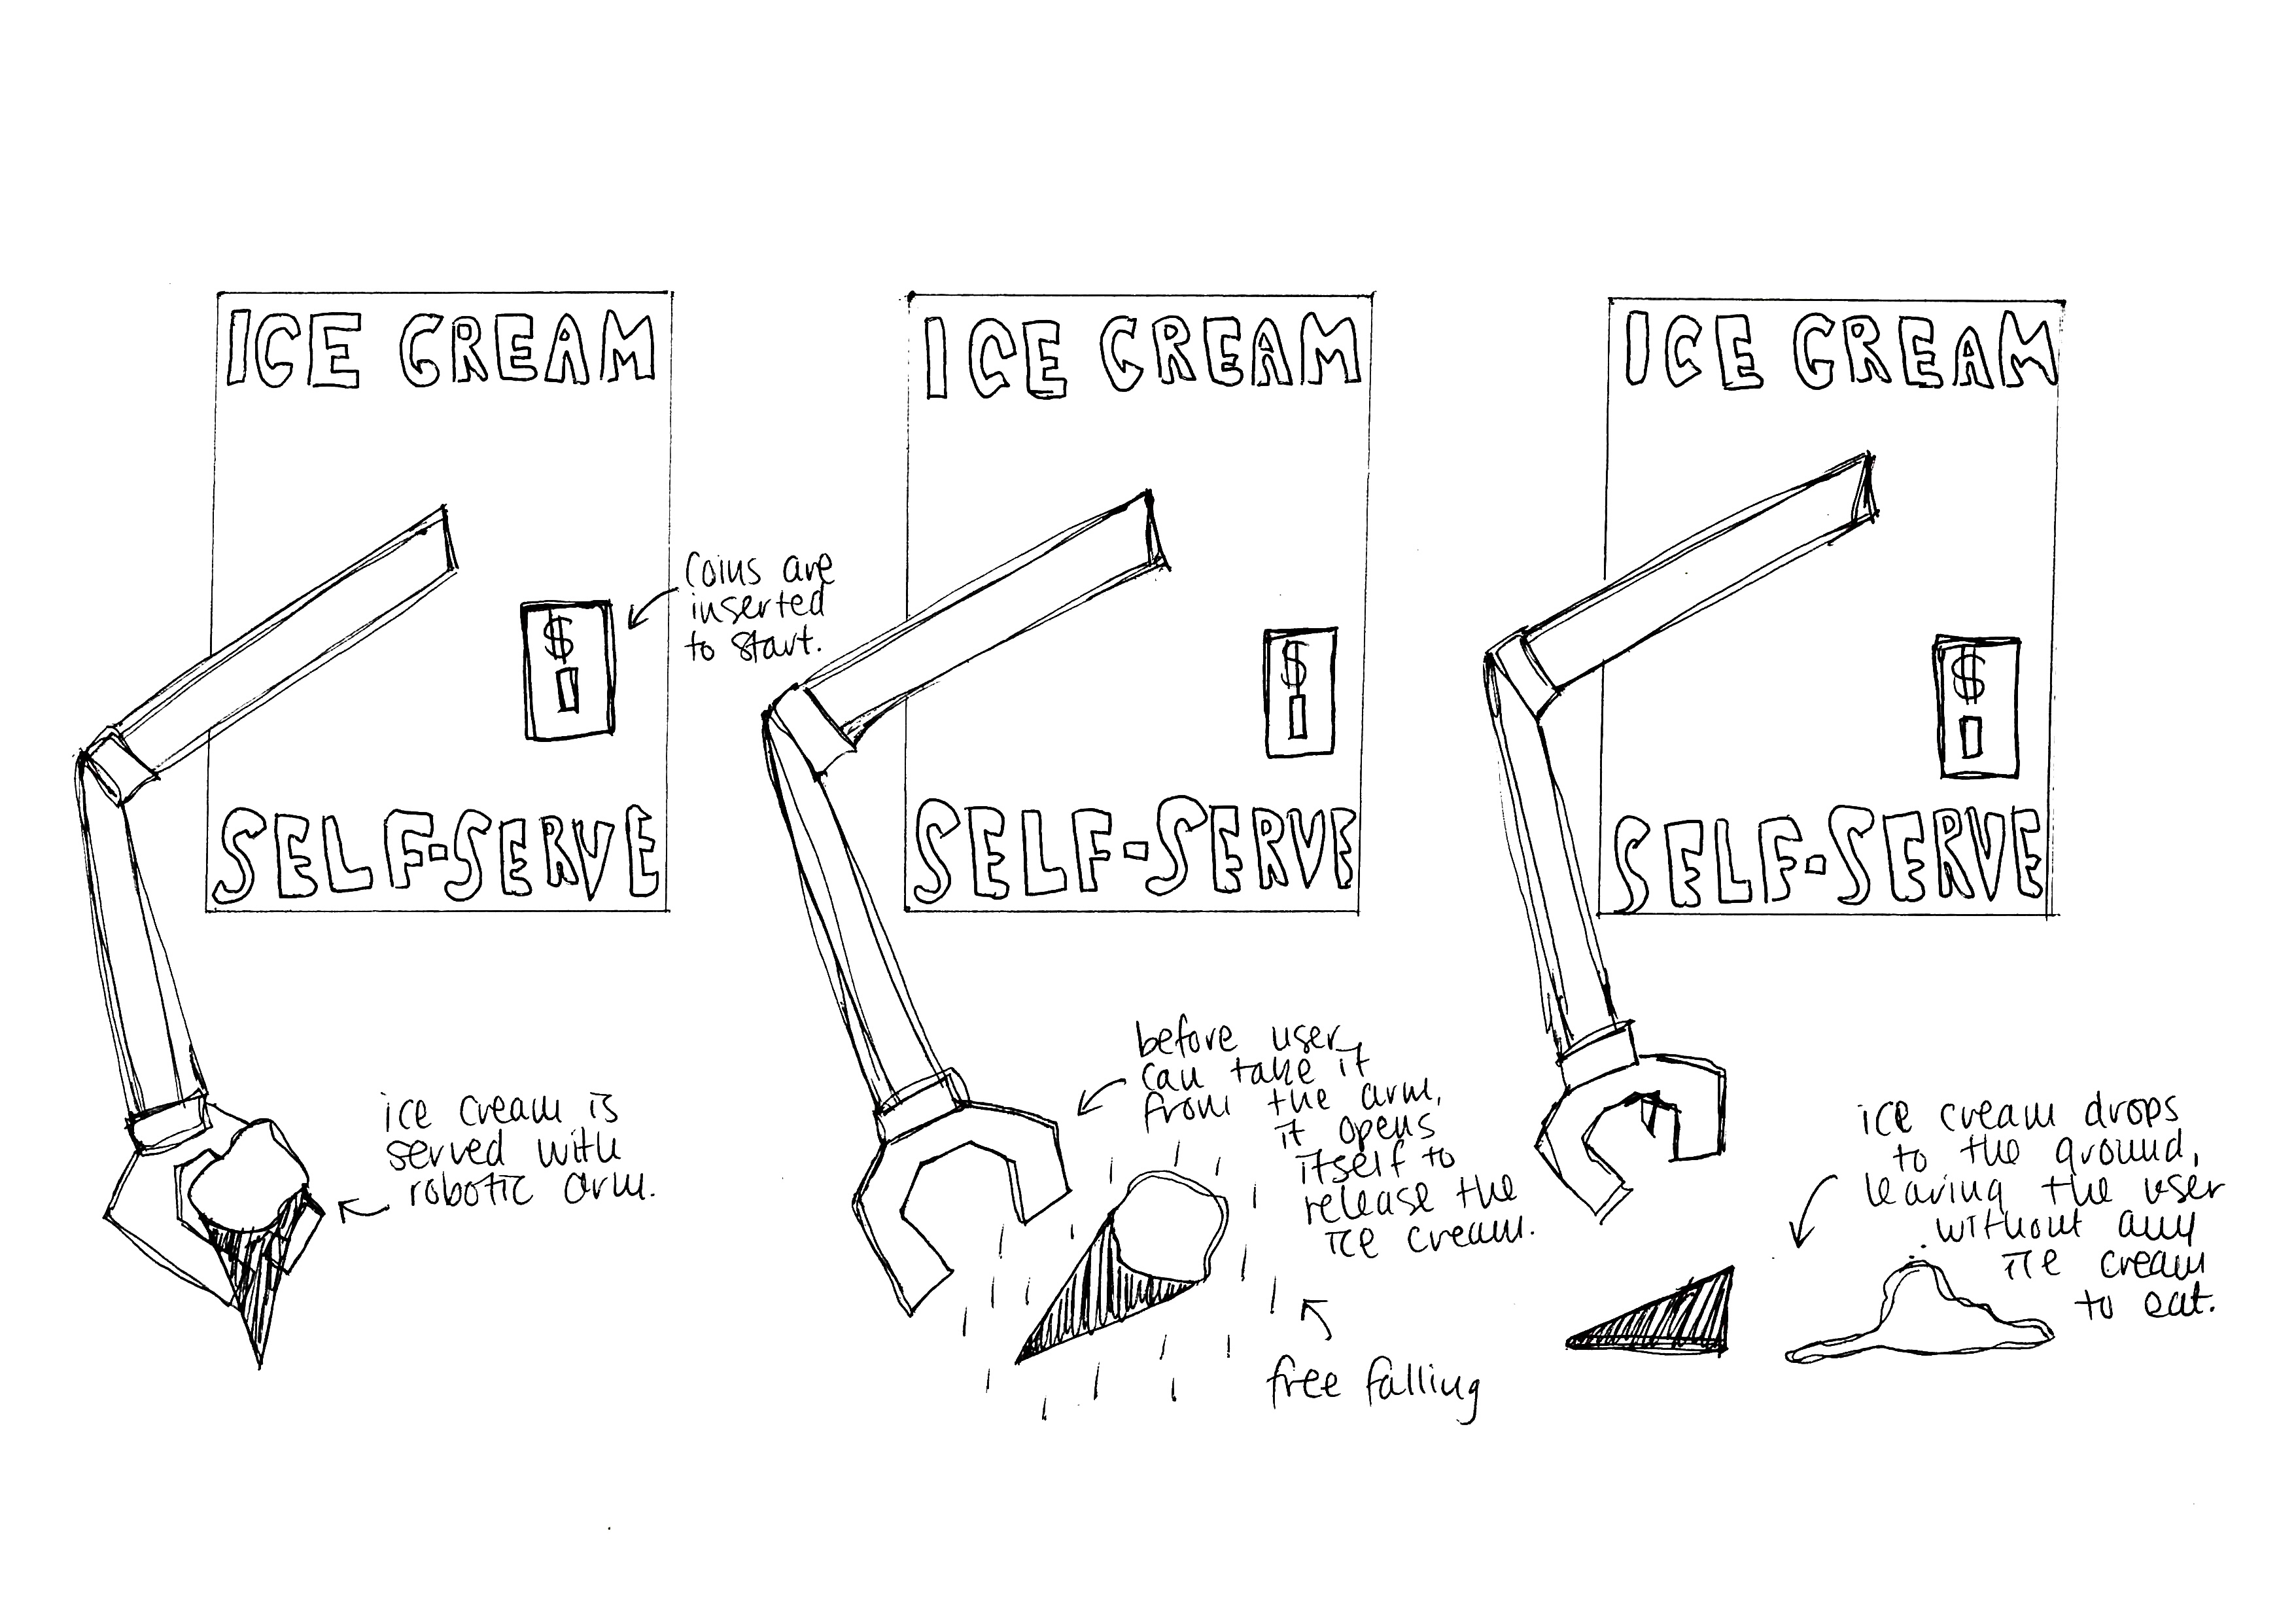 ICE CREAM
$
coins are
inserted
to start.
SELF-SERVE
ice cream is
served with
robotic arm.
ICE CREAM
$
SELF-SERVE
before user
can take it
from the arm,
it opens
itself to
release the
ice cream.
free falling
ICE CREAM
$
SELF-SERVE
ice cream drops
to the ground,
leaving the user
without any
ice cream
to eat.